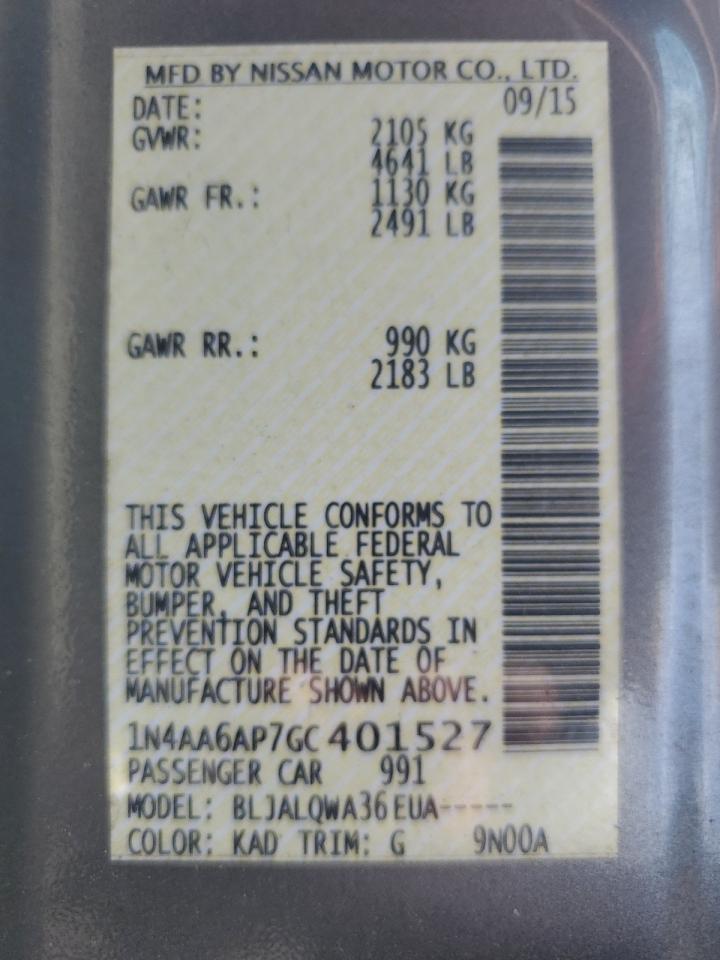 MFD BY NISSAN MOTOR CO., LTD.
DATE: 09/15
GVWR: 2105 KG
4641 LB
GAWR FR.: 1130 KG
2491 LB
GAWR RR.: 990 KG
2183 LB
THIS VEHICLE CONFORMS TO
ALL APPLICABLE FEDERAL
MOTOR VEHICLE SAFETY,
BUMPER, AND THEFT
PREVENTION STANDARDS IN
EFFECT ON THE DATE OF
MANUFACTURE SHOWN ABOVE.
1N4AA6AP7GC401527
PASSENGER CAR 991
MODEL: BLJALQWA36EUA-----
COLOR: KAD TRIM: G 9N00A